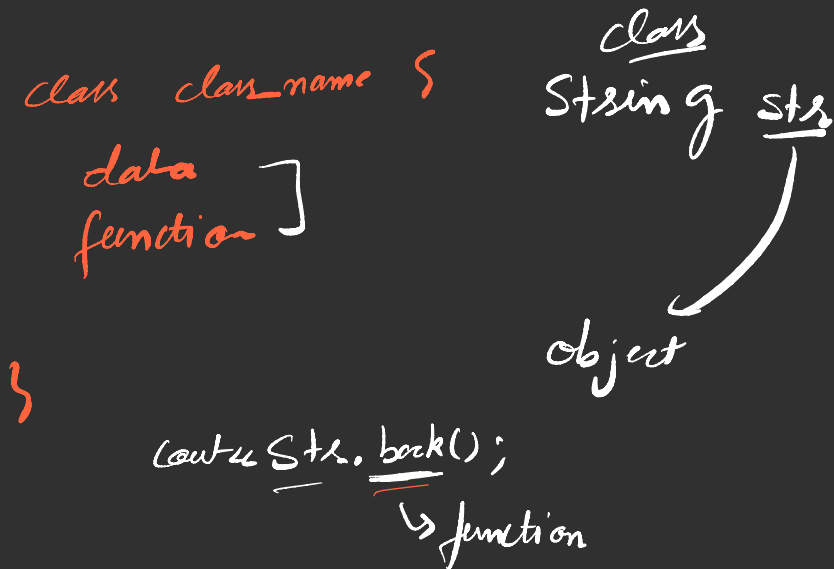 class class_name {
data
function
}
class
String str
object
cout << str.back();
function